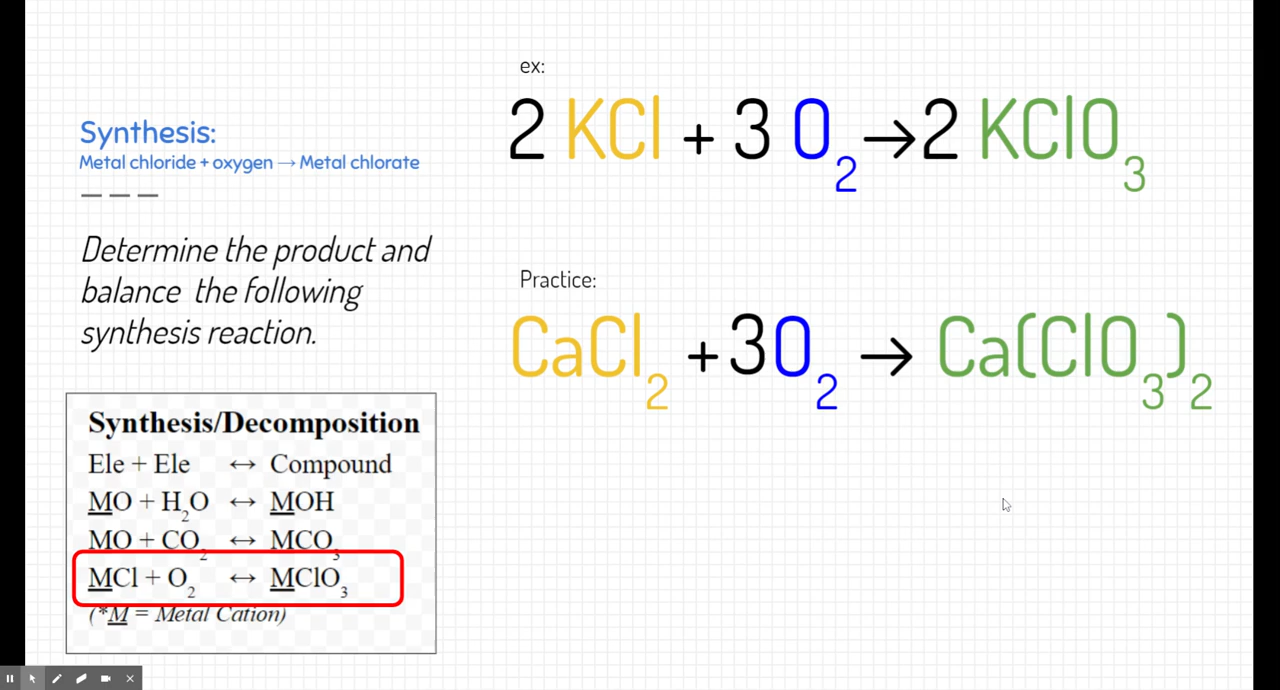 Synthesis:
Metal chloride + oxygen → Metal chlorate
Determine the product and
balance the following
synthesis reaction.
Synthesis/Decomposition
Ele + Ele ↔ Compound
MO + H₂O ↔ MOH
MO + CO₂ ↔ MCO₃
MCl + O₂ ↔ MClO₃
(*M = Metal Cation)
ex:
2 KCl + 3 O₂ → 2 KClO₃
Practice:
CaCl₂ + 3O₂ → Ca(ClO₃)₂